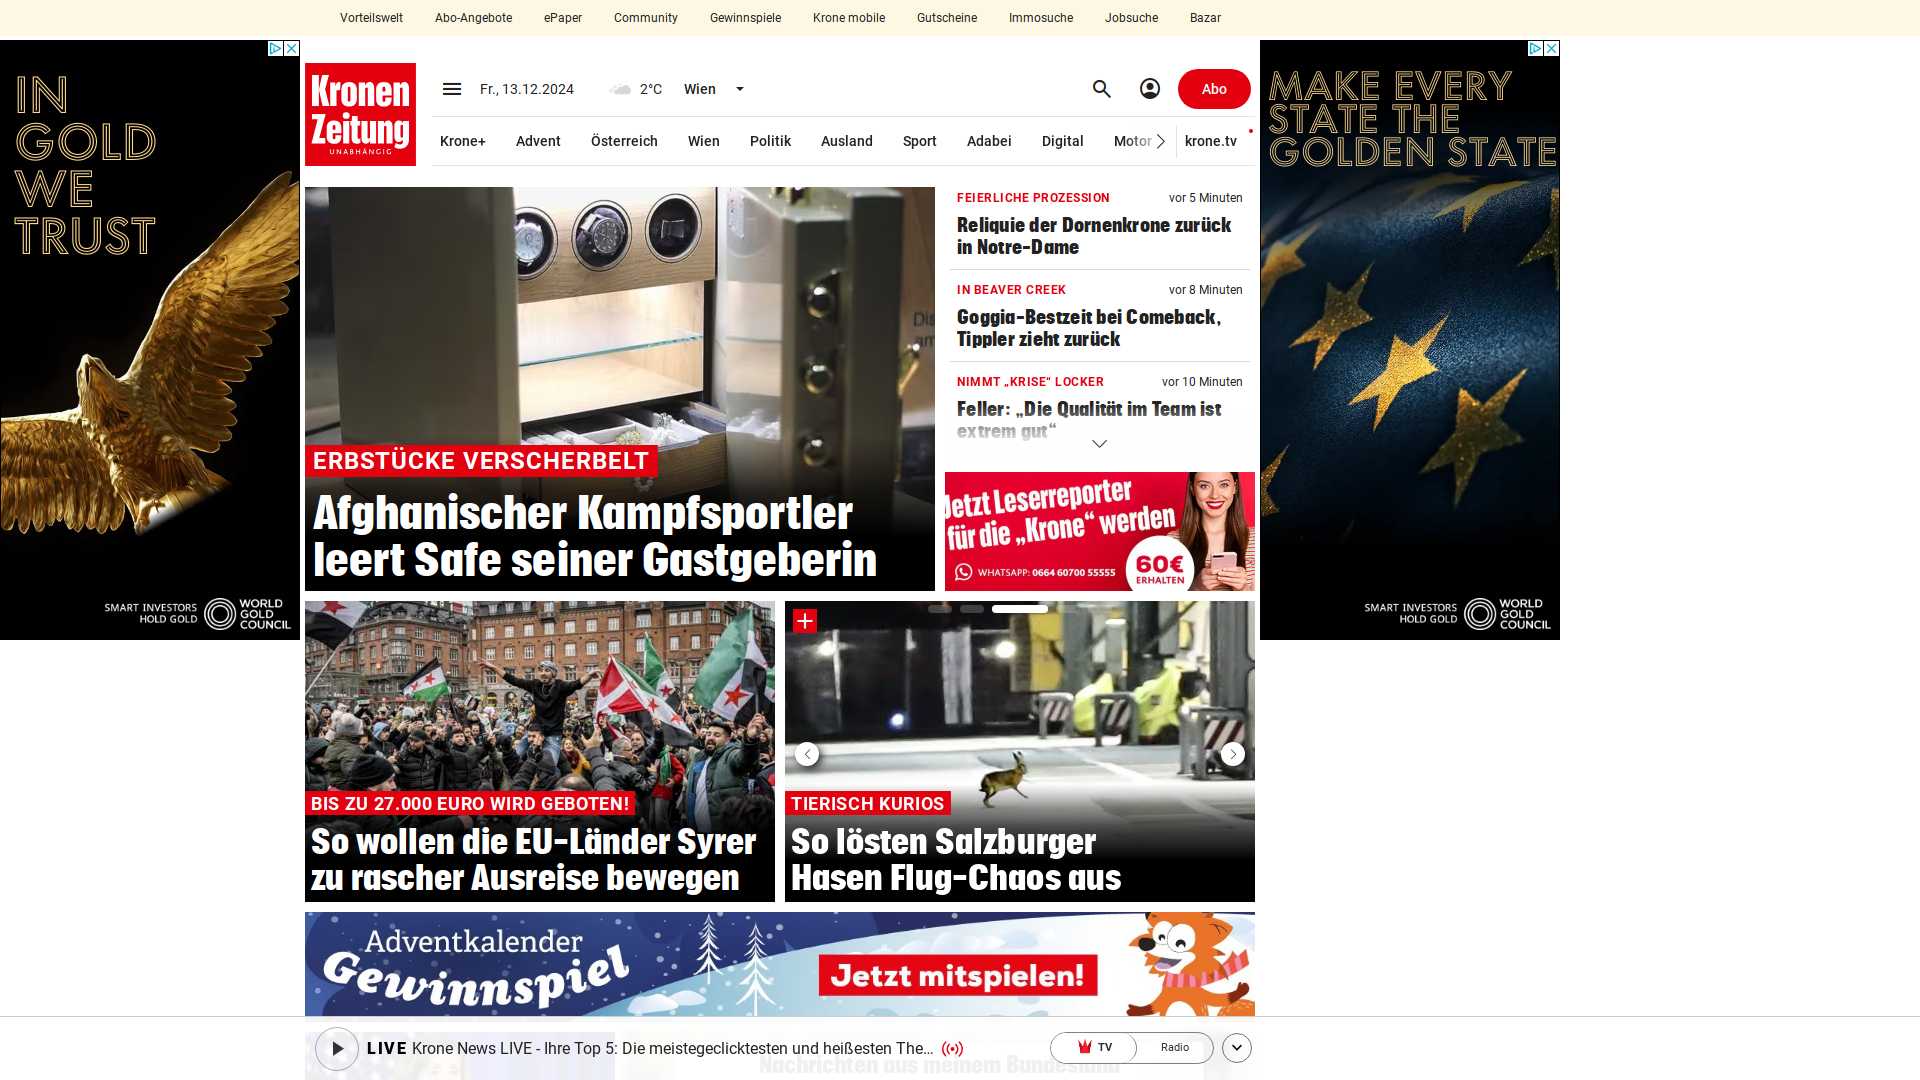 Vorteilswelt Abo-Angebote ePaper Community Gewinnspiele Krone mobile Gutscheine Immosuche Jobsuche Bazar
IN
GOLD
WE
TRUST
SMART INVESTORS
HOLD GOLD
WORLD
GOLD
COUNCIL
Kronen
Zeitung
UNABHÄNGIG
Fr., 13.12.2024 2°C Wien
Abo
Krone+ Advent Österreich Wien Politik Ausland Sport Adabei Digital Motor krone.tv
ERBSTÜCKE VERSCHERBELT
Afghanischer Kampfsportler
leert Safe seiner Gastgeberin
FEIERLICHE PROZESSION vor 5 Minuten
Reliquie der Dornenkrone zurück
in Notre-Dame
IN BEAVER CREEK vor 8 Minuten
Goggia-Bestzeit bei Comeback,
Tippler zieht zurück
NIMMT „KRISE“ LOCKER vor 10 Minuten
Feller: „Die Qualität im Team ist
extrem gut“
Jetzt Leserreporter
für die „Krone“ werden
WHATSAPP: 0664 60700 55555
60€
ERHALTEN
BIS ZU 27.000 EURO WIRD GEBOTEN!
So wollen die EU-Länder Syrer
zu rascher Ausreise bewegen
TIERISCH KURIOS
So lösten Salzburger
Hasen Flug-Chaos aus
Adventkalender
Gewinnspiel
Jetzt mitspielen!
LIVE Krone News LIVE - Ihre Top 5: Die meistegeclicktesten und heißesten The...
TV Radio
Nachrichten aus meinem Bundesland
MAKE EVERY
STATE THE
GOLDEN STATE
SMART INVESTORS
HOLD GOLD
WORLD
GOLD
COUNCIL